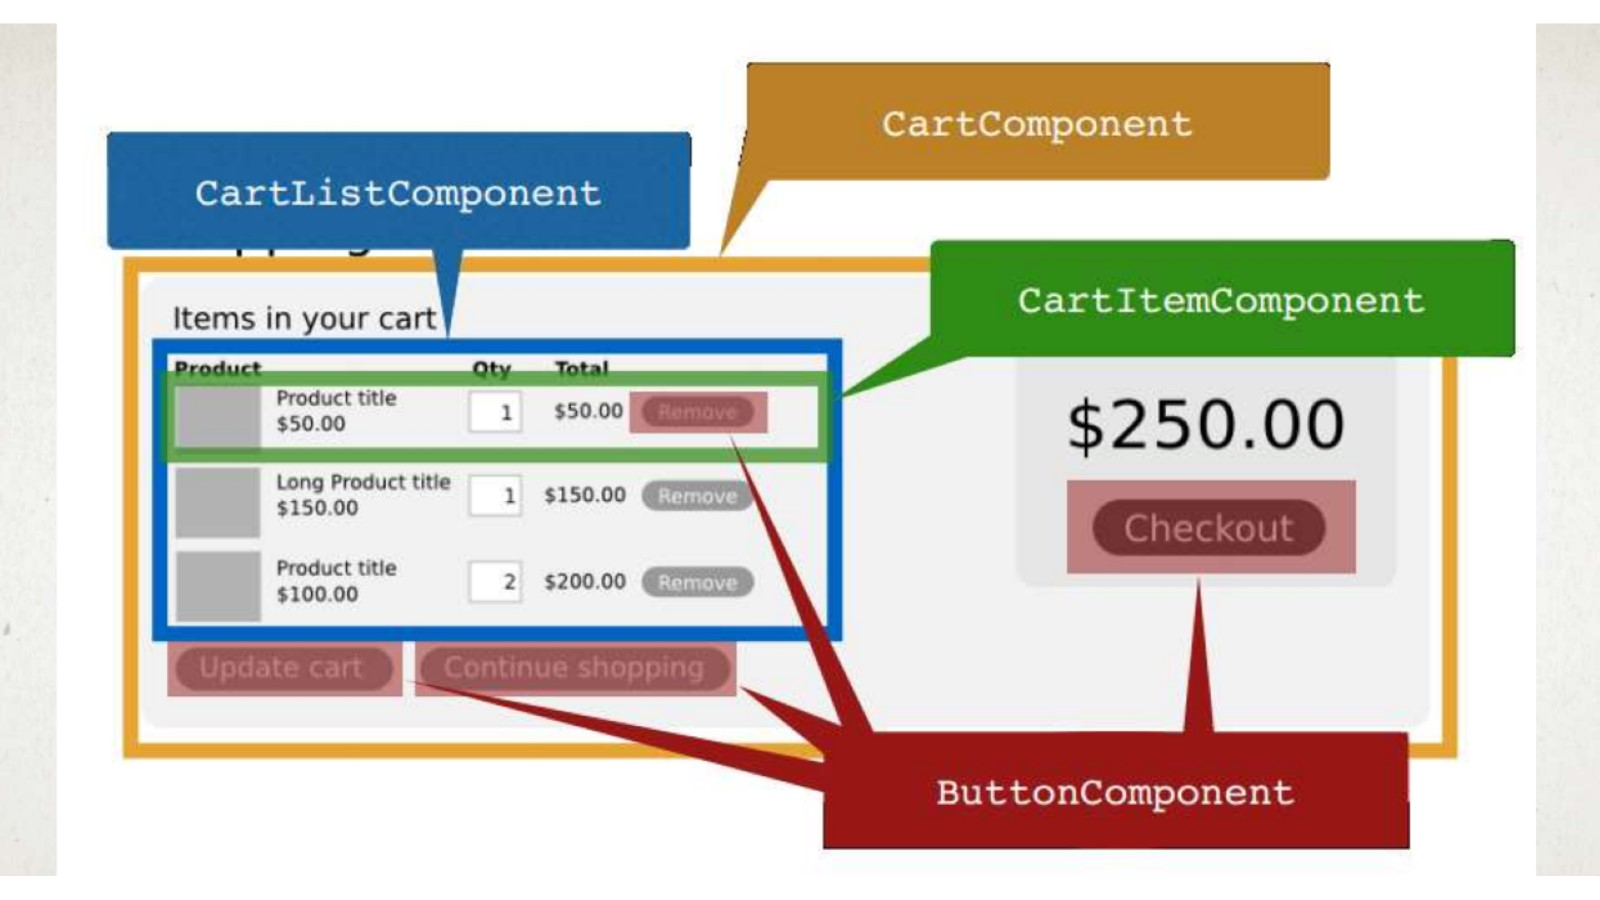 CartComponent
CartListComponent
CartItemComponent
Items in your cart
Product Qty Total
Product title
$50.00
1 $50.00 Remove
Long Product title
$150.00
1 $150.00 Remove
Product title
$100.00
2 $200.00 Remove
Update cart Continue shopping
$250.00
Checkout
ButtonComponent